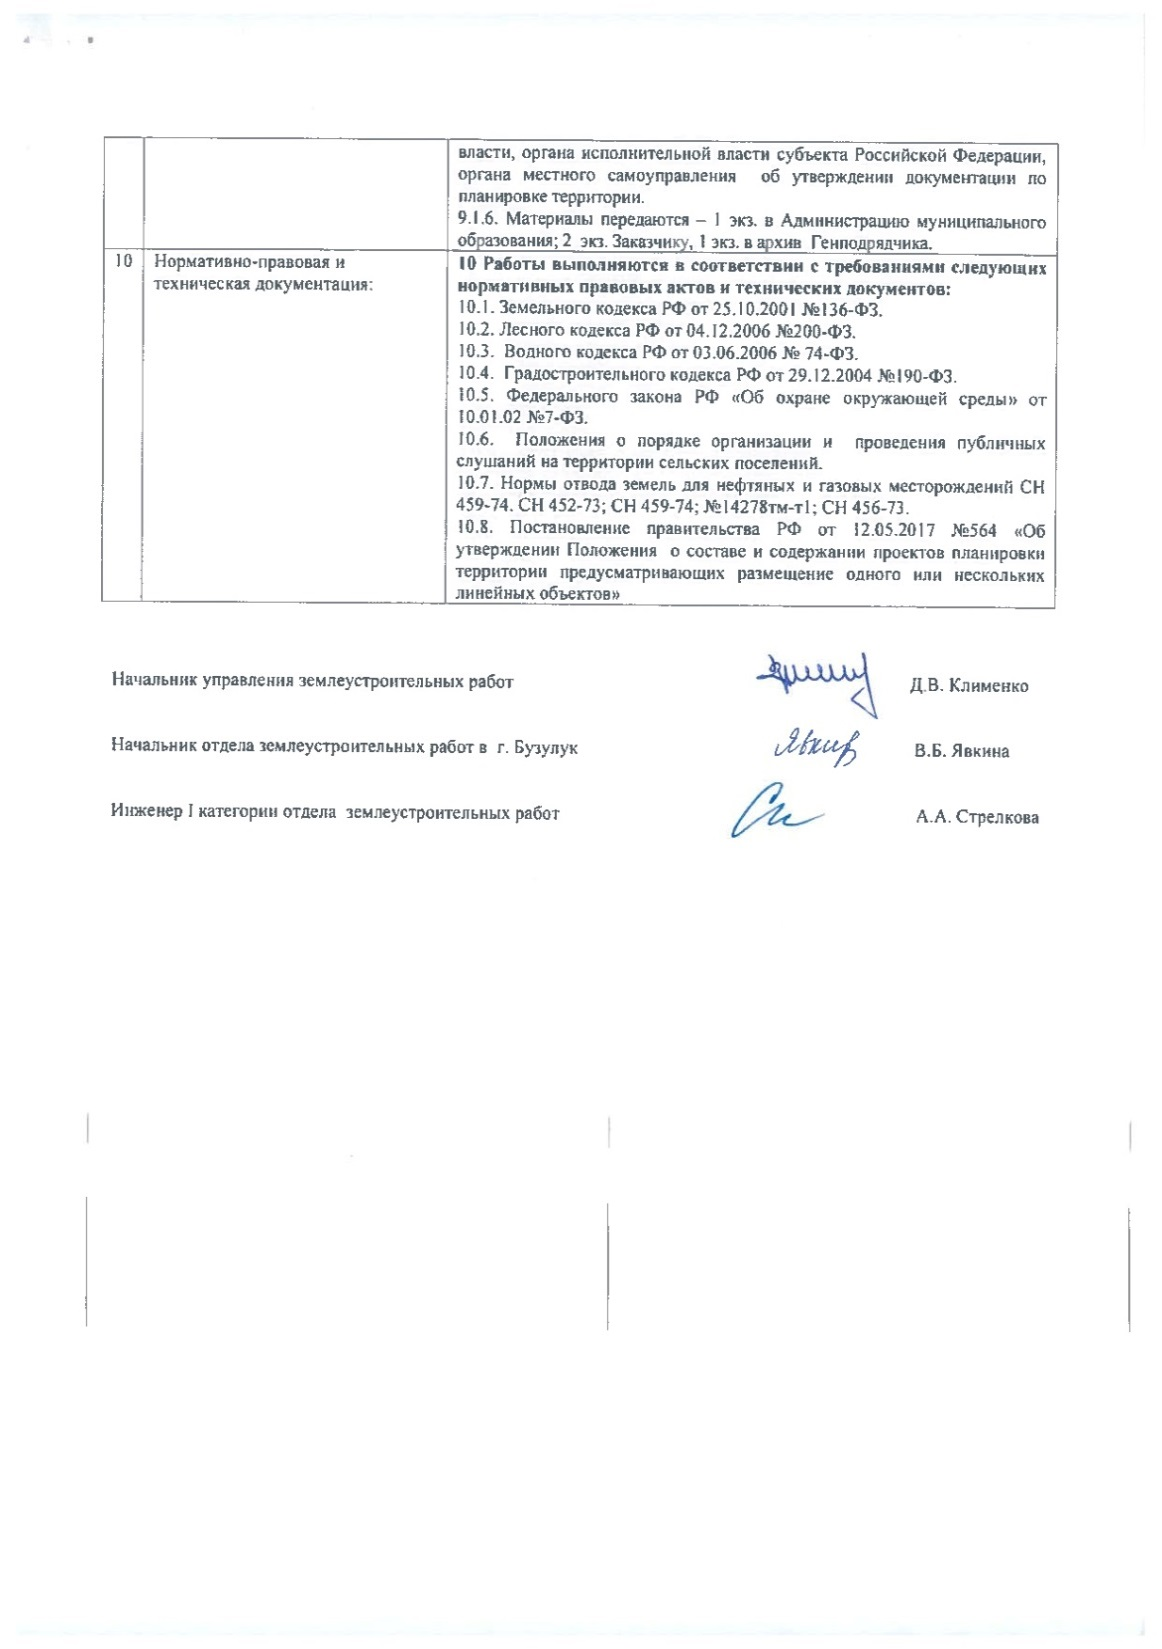 власти, органа исполнительной власти субъекта Российской Федерации,
органа местного самоуправления об утверждении документации по
планировке территории.
9.1.6. Материалы передаются – 1 экз. в Администрацию муниципального
образования; 2 экз. Заказчику, 1 экз. в архив Генподрядчика.
10 Нормативно-правовая и
техническая документация:
10 Работы выполняются в соответствии с требованиями следующих
нормативных правовых актов и технических документов:
10.1. Земельного кодекса РФ от 25.10.2001 №136-ФЗ.
10.2. Лесного кодекса РФ от 04.12.2006 №200-ФЗ.
10.3. Водного кодекса РФ от 03.06.2006 № 74-ФЗ.
10.4. Градостроительного кодекса РФ от 29.12.2004 №190-ФЗ.
10.5. Федерального закона РФ «Об охране окружающей среды» от
10.01.02 №7-ФЗ.
10.6. Положения о порядке организации и проведения публичных
слушаний на территории сельских поселений.
10.7. Нормы отвода земель для нефтяных и газовых месторождений СН
459-74. СН 452-73; СН 459-74; №14278тм-т1; СН 456-73.
10.8. Постановление правительства РФ от 12.05.2017 №564 «Об
утверждении Положения о составе и содержании проектов планировки
территории предусматривающих размещение одного или нескольких
линейных объектов»
Начальник управления землеустроительных работ Д.В. Клименко
Начальник отдела землеустроительных работ в г. Бузулук В.Б. Явкина
Инженер I категории отдела землеустроительных работ А.А. Стрелкова